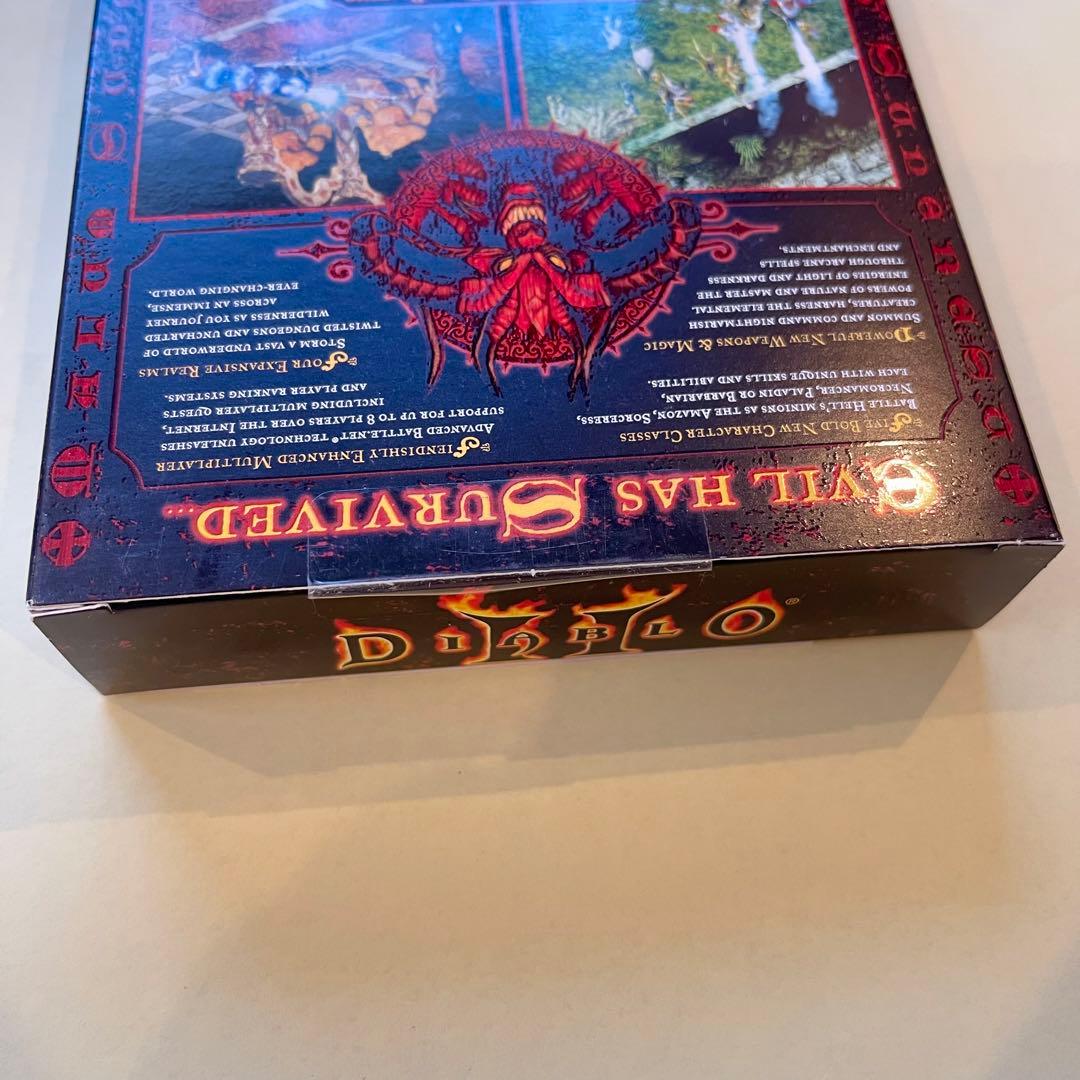 EVIL HAS SURVIVED...
FIVE BOLD NEW CHARACTER CLASSES
BATTLE HELL'S MINIONS AS THE AMAZON, SORCERESS,
NECROMANCER, PALADIN OR BARBARIAN,
EACH WITH UNIQUE SKILLS AND ABILITIES.
POWERFUL NEW WEAPONS & MAGIC
SUMMON AND COMMAND NIGHTMARISH
CREATURES, HARNESS THE ELEMENTAL
POWERS OF NATURE AND MASTER THE
ENERGIES OF LIGHT AND DARKNESS
THROUGH ARCANE SPELLS
AND ENCHANTMENTS.
FIENDISHLY ENHANCED MULTIPLAYER
ADVANCED BATTLE.NET® TECHNOLOGY UNLEASHES
SUPPORT FOR UP TO 8 PLAYERS OVER THE INTERNET,
INCLUDING MULTIPLAYER QUESTS
AND PLAYER RANKING SYSTEMS.
FOUR EXPANSIVE REALMS
STORM A VAST UNDERWORLD OF
TWISTED DUNGEONS AND UNCHARTED
WILDERNESS AS YOU JOURNEY
ACROSS AN IMMENSE,
EVER-CHANGING WORLD.
DIABLO II®